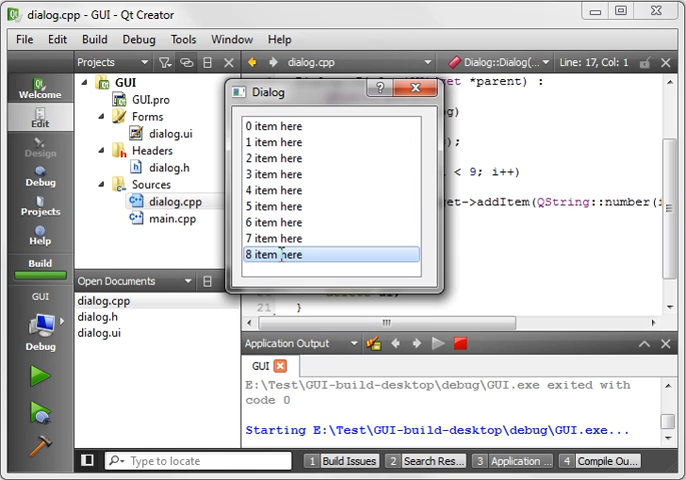 dialog.cpp - GUI - Qt Creator
File Edit Build Debug Tools Window Help
Projects
dialog.cpp
Dialog::Dialog(...
Line: 17, Col: 1
Welcome
Edit
Design
Debug
Projects
Help
Build
GUI
Debug
GUI
GUI.pro
Forms
dialog.ui
Headers
dialog.h
Sources
dialog.cpp
main.cpp
Open Documents
dialog.cpp
dialog.h
dialog.ui
Dialog
0 item here
1 item here
2 item here
3 item here
4 item here
5 item here
6 item here
7 item here
8 item here
*parent) :
);
< 9; i++)
get->addItem(QString::number(i
21 }
Application Output
GUI
E:\Test\GUI-build-desktop\debug\GUI.exe exited with
code 0
Starting E:\Test\GUI-build-desktop\debug\GUI.exe...
Type to locate
1 Build Issues
2 Search Res...
3 Application ...
4 Compile Ou...